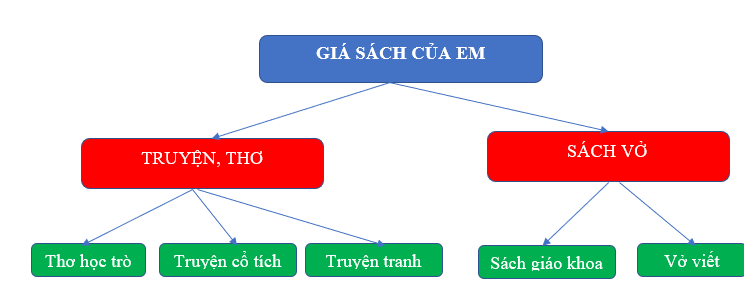 GIÁ SÁCH CỦA EM
TRUYỆN, THƠ
SÁCH VỞ
Thơ học trò
Truyện cổ tích
Truyện tranh
Sách giáo khoa
Vở viết